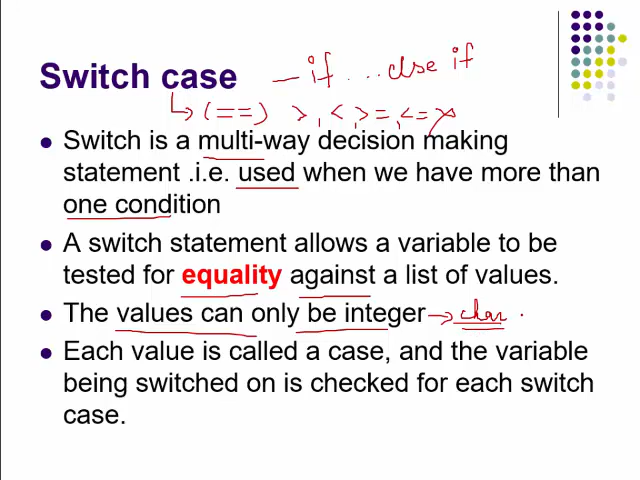 Switch case — if ... else if
↳ (==) >, <, >=, <= ×
• Switch is a multi-way decision making
statement .i.e. used when we have more than
one condition
• A switch statement allows a variable to be
tested for equality against a list of values.
• The values can only be integer → char .
• Each value is called a case, and the variable
being switched on is checked for each switch
case.